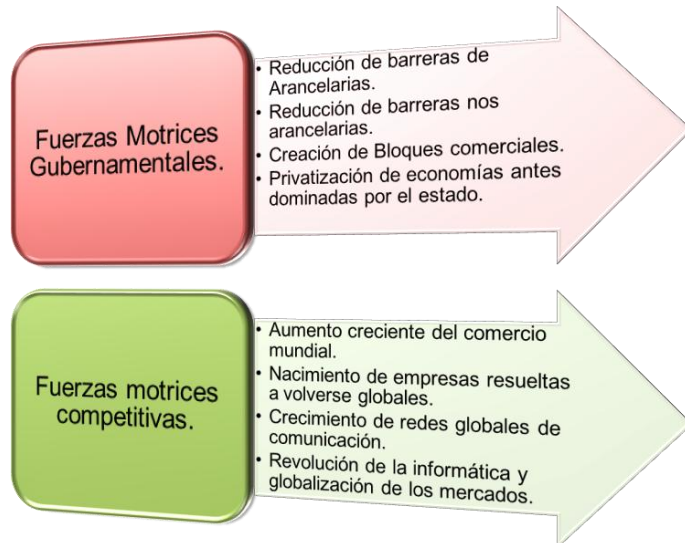 Fuerzas Motrices
Gubernamentales.
• Reducción de barreras de
Arancelarias.
• Reducción de barreras nos
arancelarias.
• Creación de Bloques comerciales.
• Privatización de economías antes
dominadas por el estado.
Fuerzas motrices
competitivas.
• Aumento creciente del comercio
mundial.
• Nacimiento de empresas resueltas
a volverse globales.
• Crecimiento de redes globales de
comunicación.
• Revolución de la informática y
globalización de los mercados.